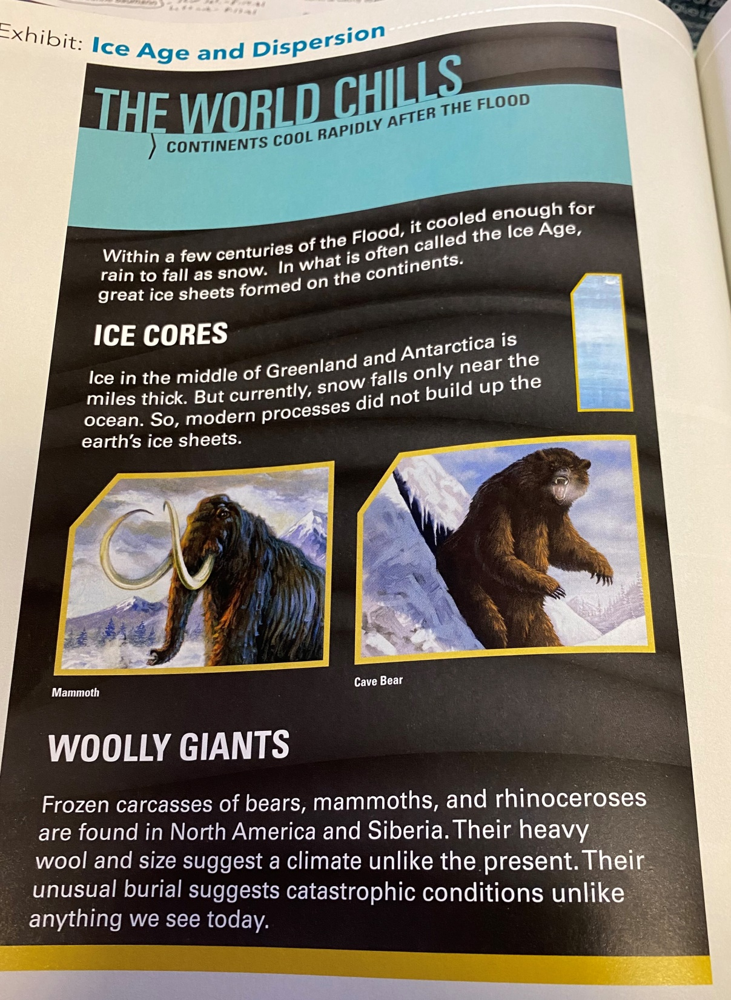 Exhibit: Ice Age and Dispersion
THE WORLD CHILLS
CONTINENTS COOL RAPIDLY AFTER THE FLOOD
Within a few centuries of the Flood, it cooled enough for
rain to fall as snow. In what is often called the Ice Age,
great ice sheets formed on the continents.
ICE CORES
Ice in the middle of Greenland and Antarctica is
miles thick. But currently, snow falls only near the
ocean. So, modern processes did not build up the
earth's ice sheets.
Mammoth
Cave Bear
WOOLLY GIANTS
Frozen carcasses of bears, mammoths, and rhinoceroses
are found in North America and Siberia. Their heavy
wool and size suggest a climate unlike the present. Their
unusual burial suggests catastrophic conditions unlike
anything we see today.